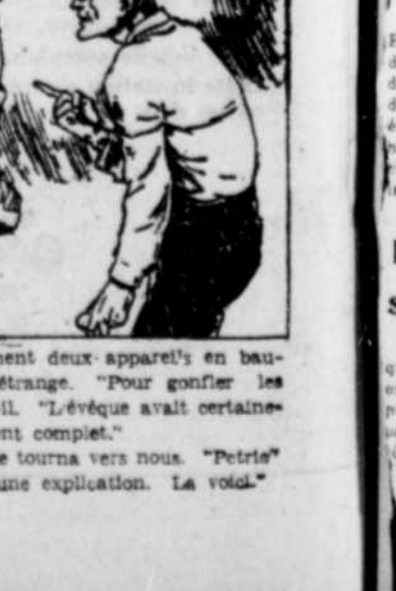 ment deux appareils en bau-
étrange. "Pour gonfler les
il. "L'évêque avait certaine-
nt complet."
e tourna vers nous. "Petrie"
une explication. La voici."